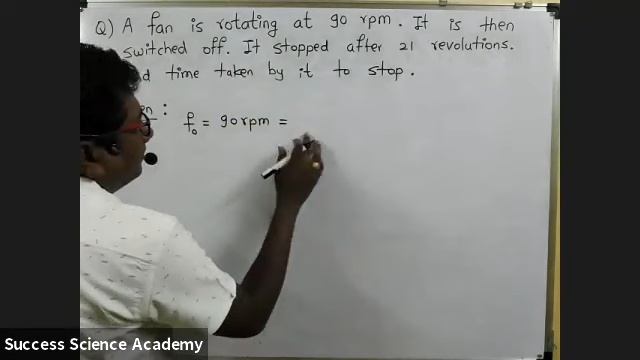 Q) A fan is rotating at 90 rpm. It is then
switched off. It stopped after 21 revolutions.
time taken by it to stop.
:
f₀ = 90 rpm =
Success Science Academy